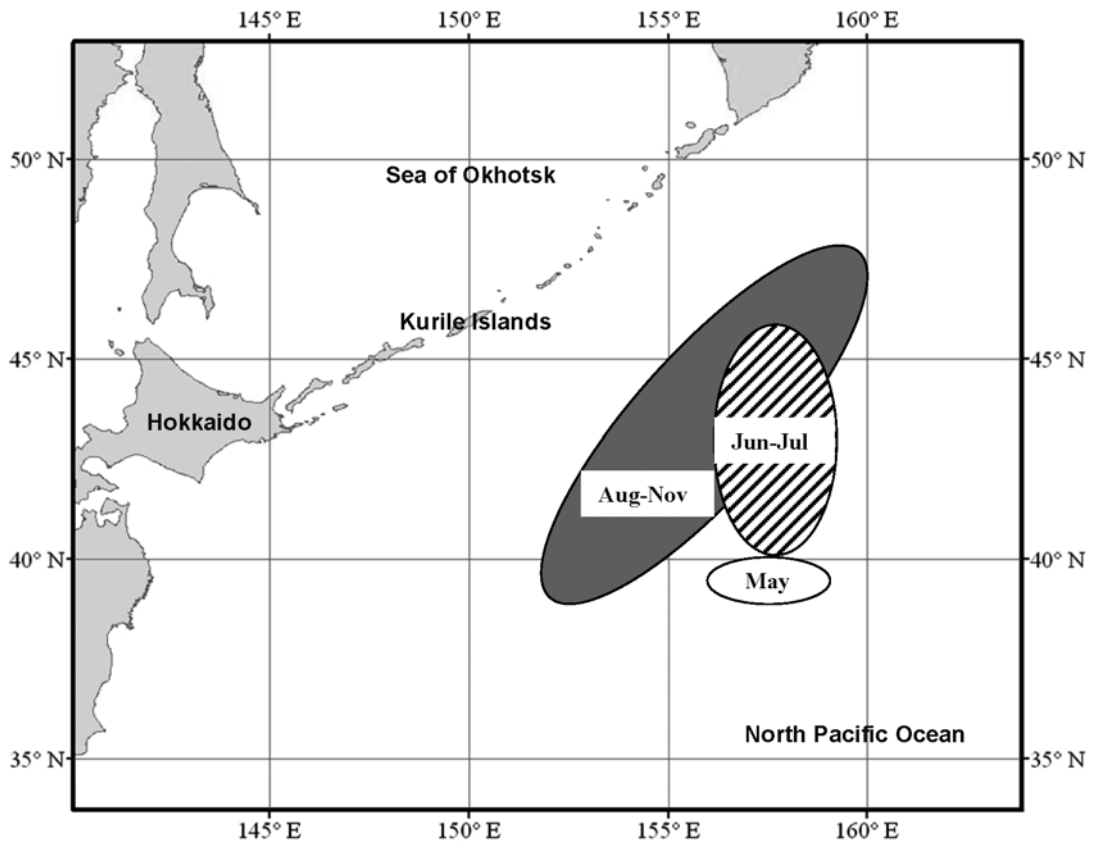 145° E 150° E 155° E 160° E
50° N 50° N
Sea of Okhotsk
Kurile Islands
45° N 45° N
Hokkaido
Jun-Jul
Aug-Nov
40° N 40° N
May
North Pacific Ocean
35° N 35° N
145° E 150° E 155° E 160° E